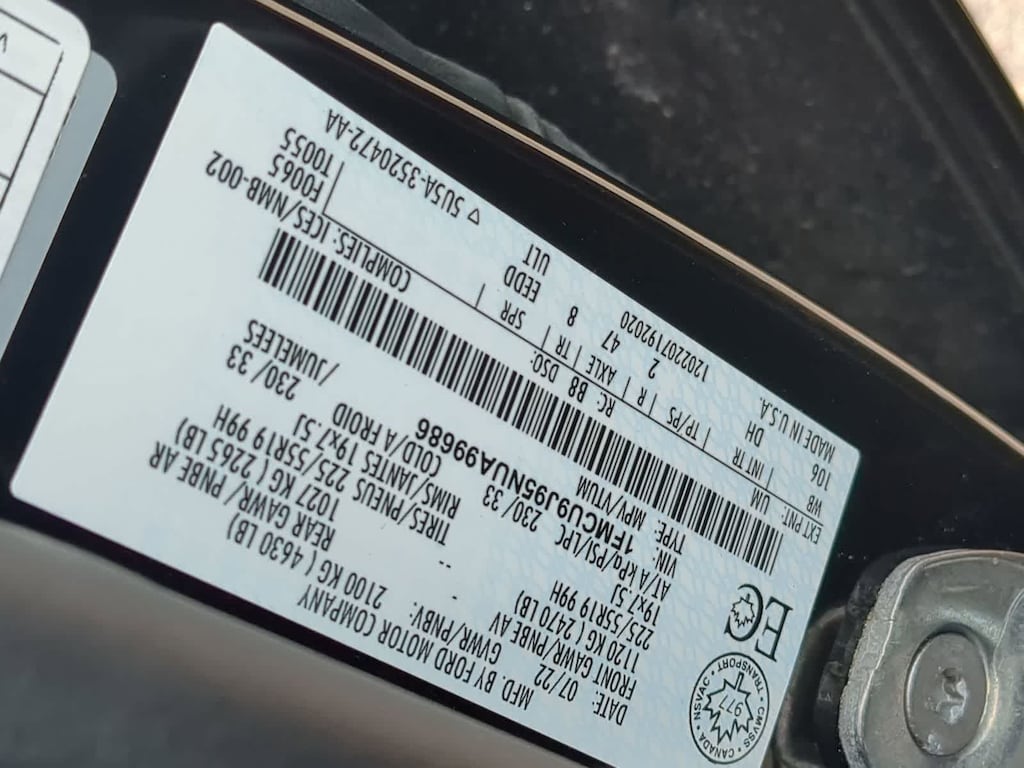 MFD. BY FORD MOTOR COMPANY
DATE: 07/22 GVWR/PNBV: 2100 KG ( 4630 LB)
FRONT GAWR/PNBE AV REAR GAWR/ PNBE AR
1120 KG ( 2470 LB) 1027 KG ( 2265 LB)
225/55R19 99H TIRES/PNEUS 225/55R19 99H
19x7.5J RIMS/JANTES 19x7.5J
AT/A kPa/PSI/LPC 230/ 33 COLD/A FROID 230/ 33
-- / JUMELEES
VIN: 1FMCU9J95NUA99686
TYPE: MPV/VTUM
CANADA • NSVAC • TRANSPORT • CMVSS
977
EC
EXT PNT: UM RC: B8 DSO: COMPLIES: ICES/NMB-002
WB | INT TR | TP/PS | R | AXLE | TR | SPR | F0065
106 DH 2 47 8 EEDD T0055
MADE IN U.S.A. 1202207192020 ULT ▽ 5U5A-3520472-AA